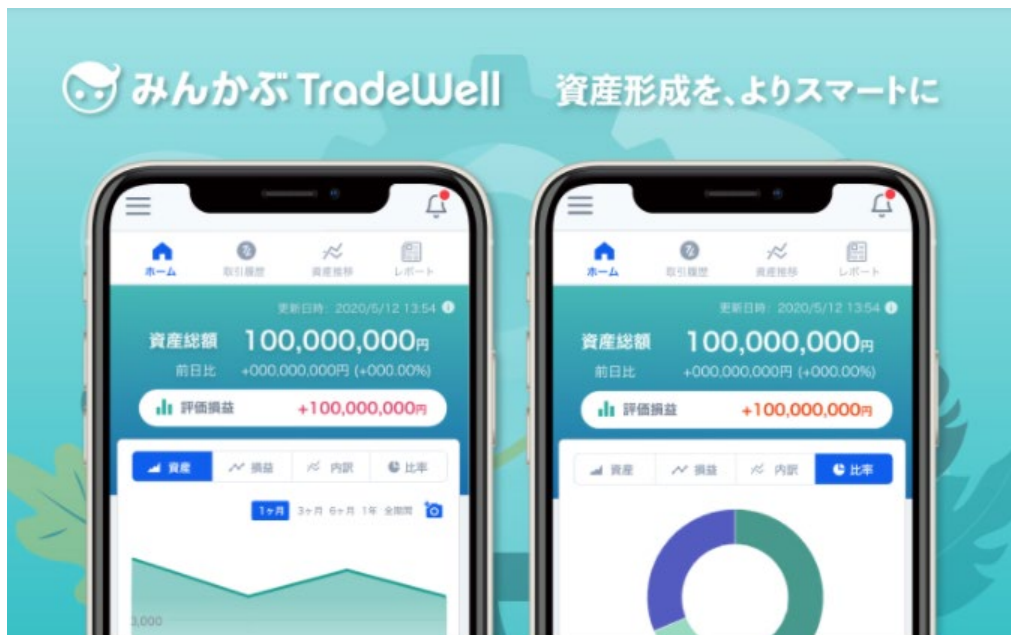 みんかぶ TradeWell
資産形成を、よりスマートに
ホーム 取引履歴 資産推移 レポート
更新日時: 2020/5/12 13:54
資産総額 100,000,000円
前日比 +000,000,000円 (+000.00%)
評価損益 +100,000,000円
資産 損益 内訳 比率
1ヶ月 3ヶ月 6ヶ月 1年 全期間
ホーム 取引履歴 資産推移 レポート
更新日時: 2020/5/12 13:54
資産総額 100,000,000円
前日比 +000,000,000円 (+000.00%)
評価損益 +100,000,000円
資産 損益 内訳 比率